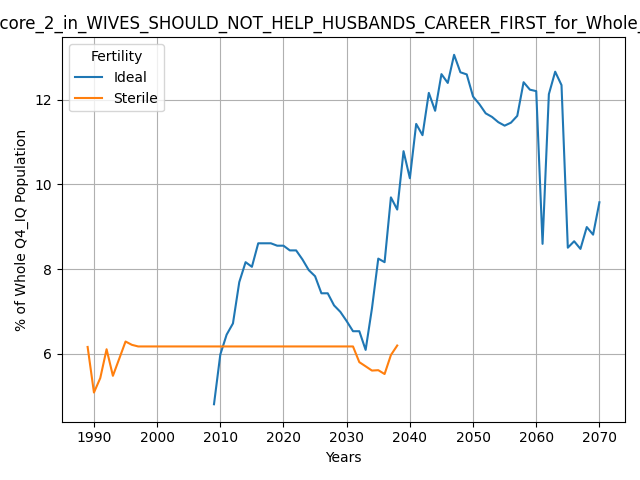 core_2_in_WIVES_SHOULD_NOT_HELP_HUSBANDS_CAREER_FIRST_for_Whole_
Fertility
Ideal
Sterile
% of Whole Q4_IQ Population
12
10
8
6
1990 2000 2010 2020 2030 2040 2050 2060 2070
Years